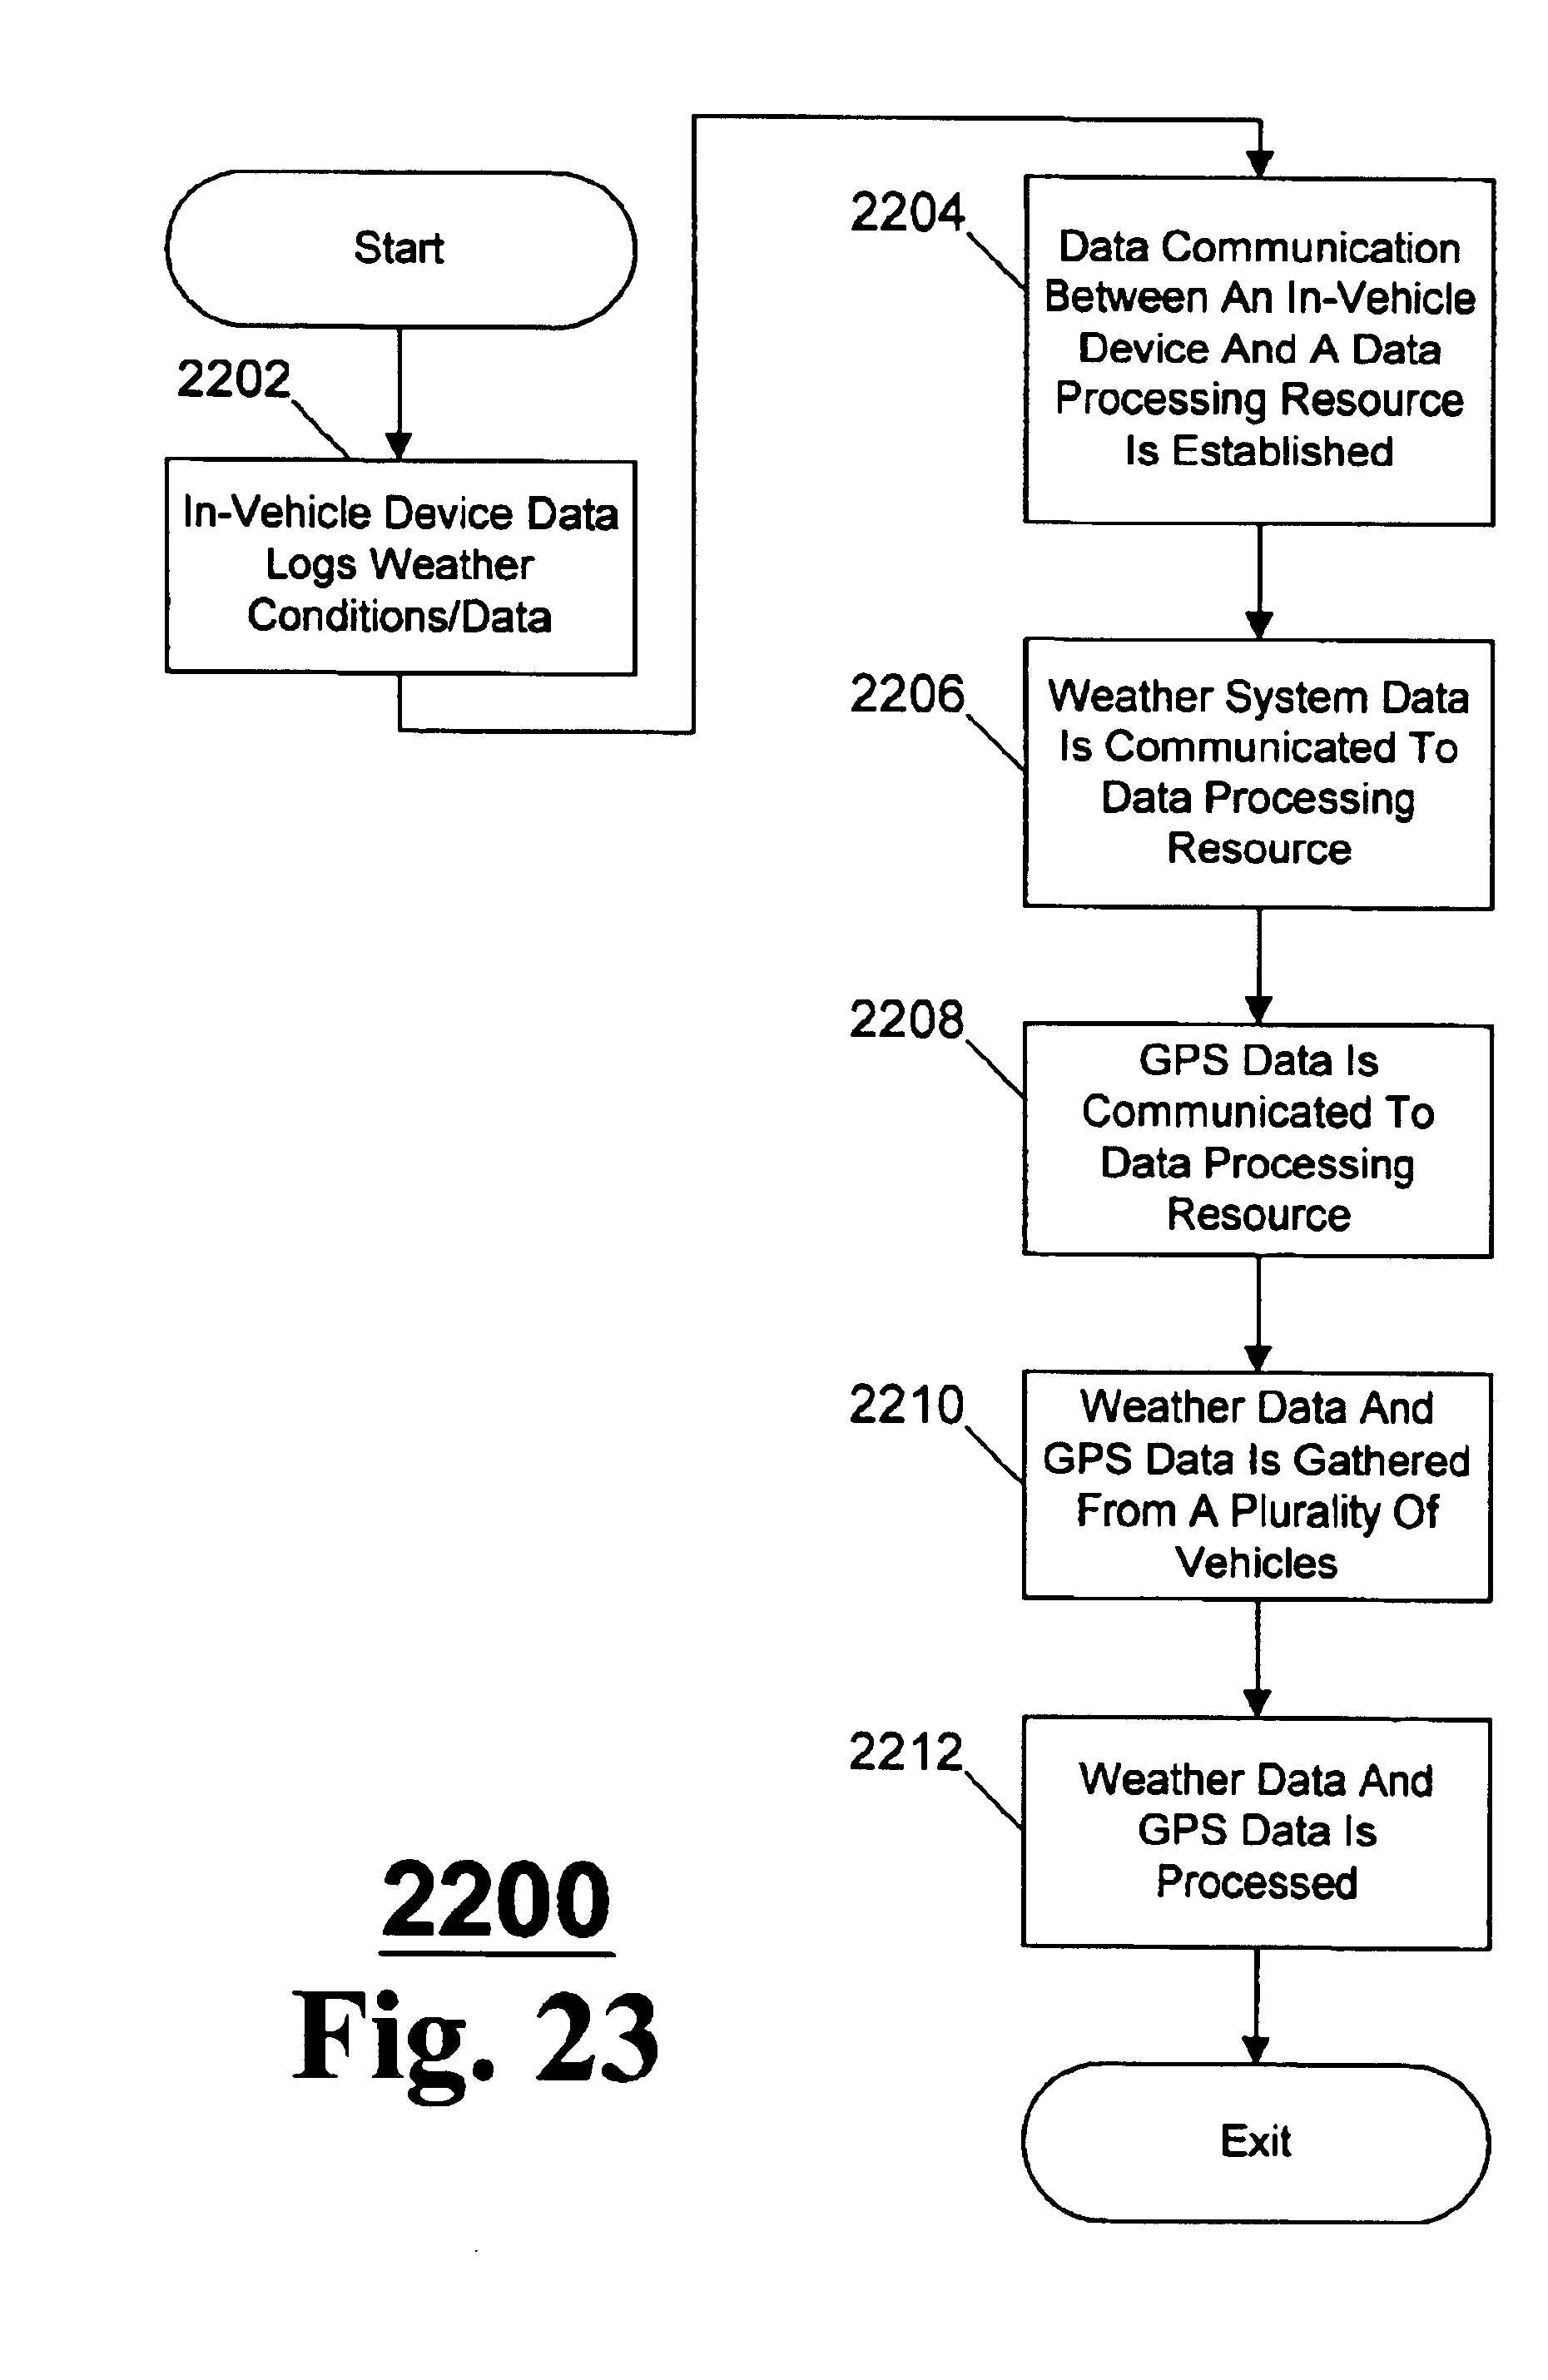 Start
2202
In-Vehicle Device Data
Logs Weather
Conditions/Data
2204
Data Communication
Between An In-Vehicle
Device And A Data
Processing Resource
Is Established
2206
Weather System Data
Is Communicated To
Data Processing
Resource
2208
GPS Data Is
Communicated To
Data Processing
Resource
2210
Weather Data And
GPS Data Is Gathered
From A Plurality Of
Vehicles
2212
Weather Data And
GPS Data Is
Processed
Exit
2200
Fig. 23